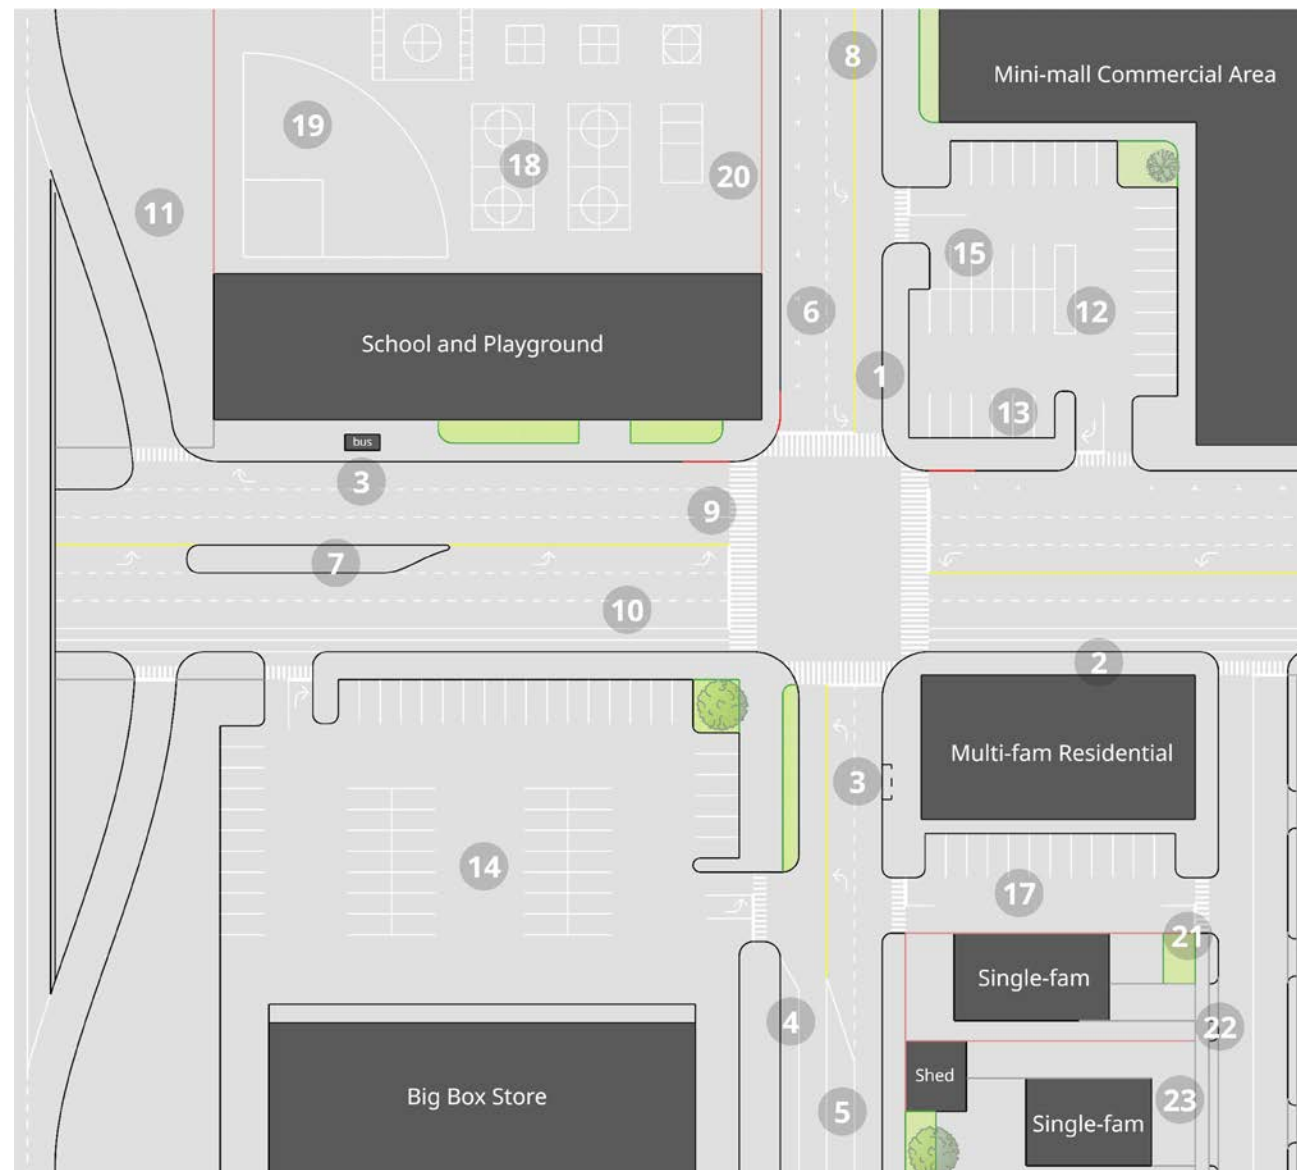 8
Mini-mall Commercial Area
19
18
20
11
15
6
12
School and Playground
1
13
bus
3
9
7
10
2
Multi-fam Residential
3
14
17
21
Single-fam
4
22
Shed
Big Box Store
5
23
Single-fam